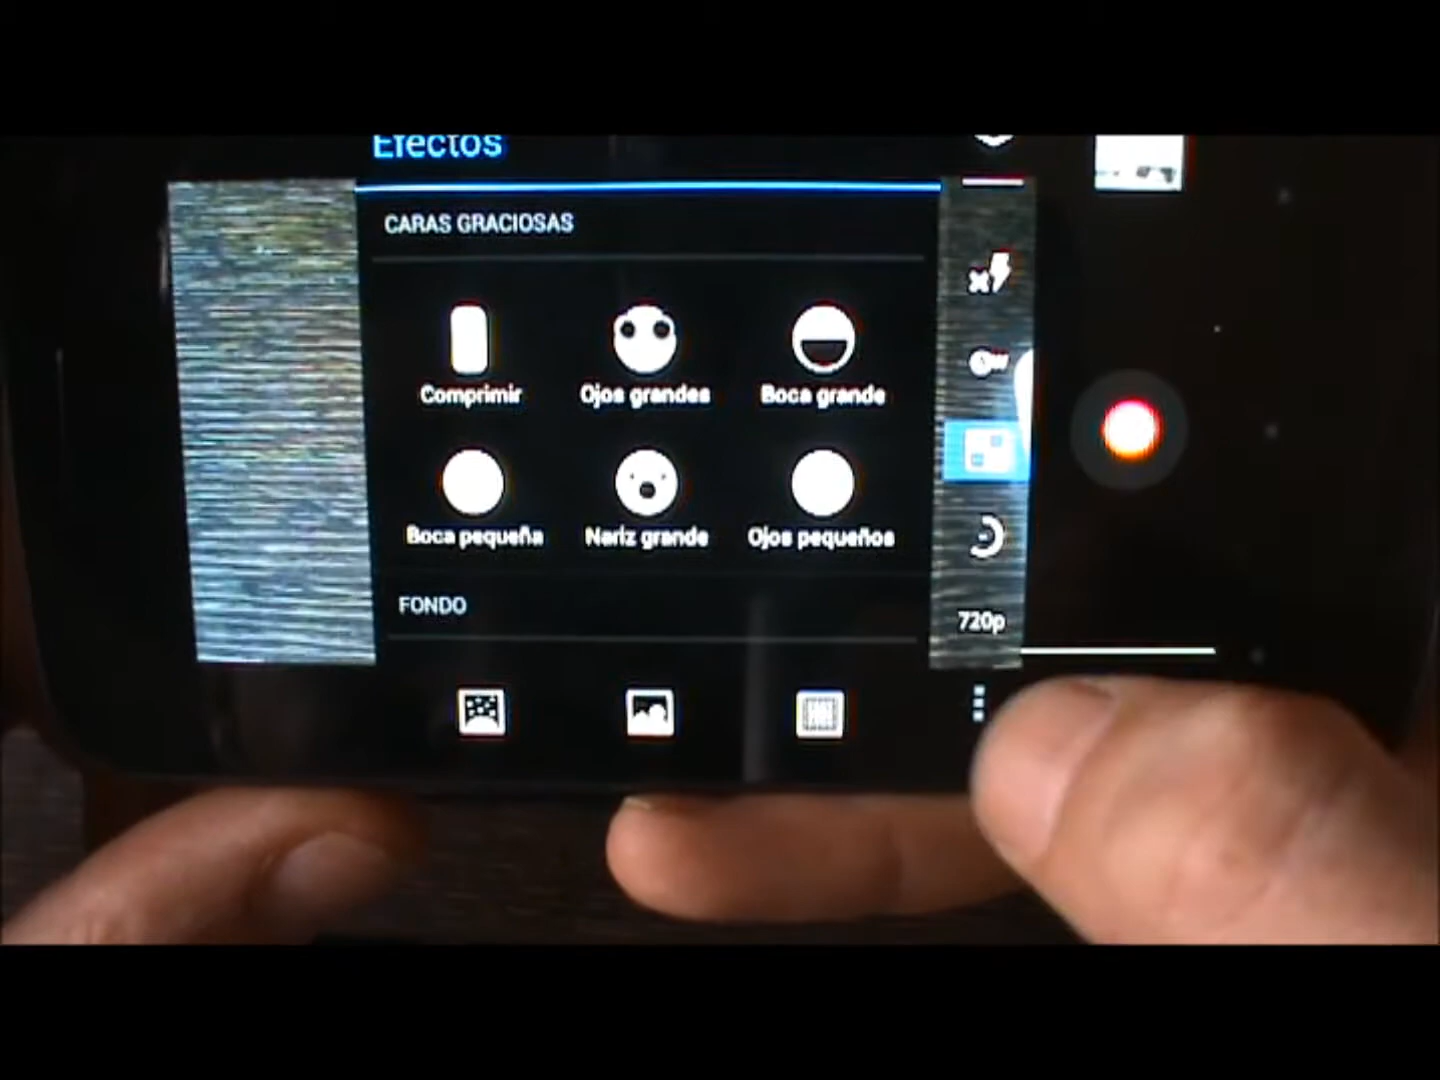 Efectos
CARAS GRACIOSAS
Comprimir
Ojos grandes
Boca grande
Boca pequeña
Nariz grande
Ojos pequeños
FONDO
720p